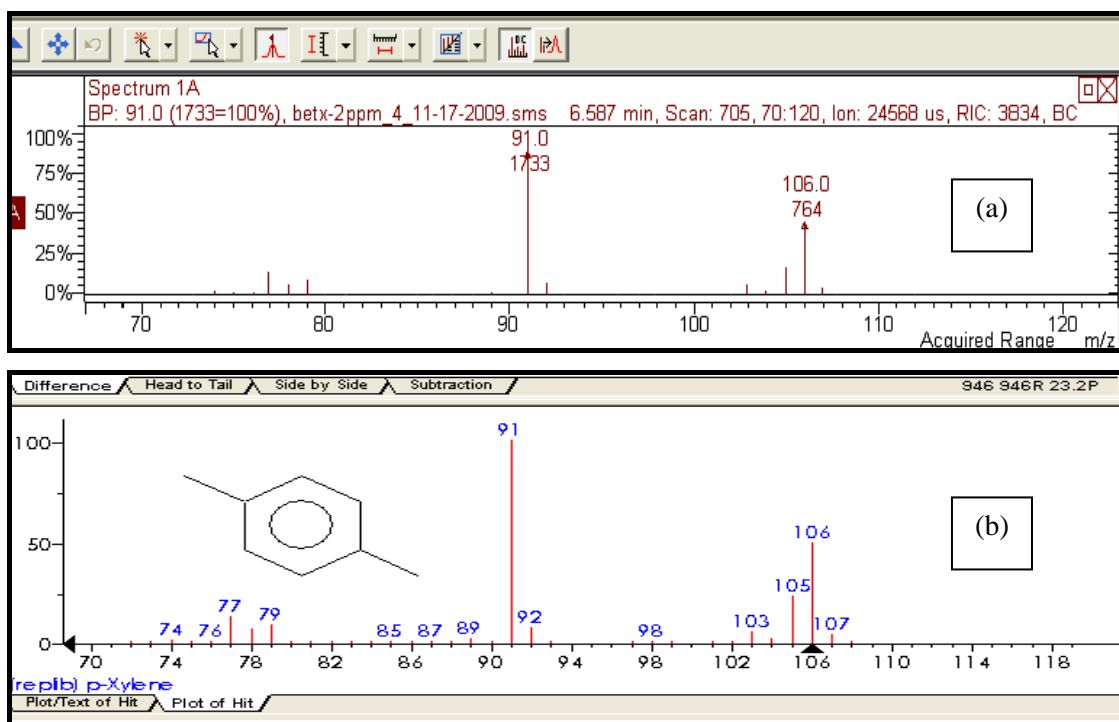 Spectrum 1A
BP: 91.0 (1733=100%), betx-2ppm_4_11-17-2009.sms 6.587 min, Scan: 705, 70:120, Ion: 24568 us, RIC: 3834, BC
100%
91.0
1733
75%
106.0
764
(a)
A
50%
25%
0%
70 80 90 100 110 120
Acquired Range m/z
Difference Head to Tail Side by Side Subtraction 946 946R 23.2P
100
91
(b)
50
106
105
77 79
74 76 85 87 89 92 98 103 107
0
70 74 78 82 86 90 94 98 102 106 110 114 118
(replib) p-Xylene
Plot/Text of Hit Plot of Hit